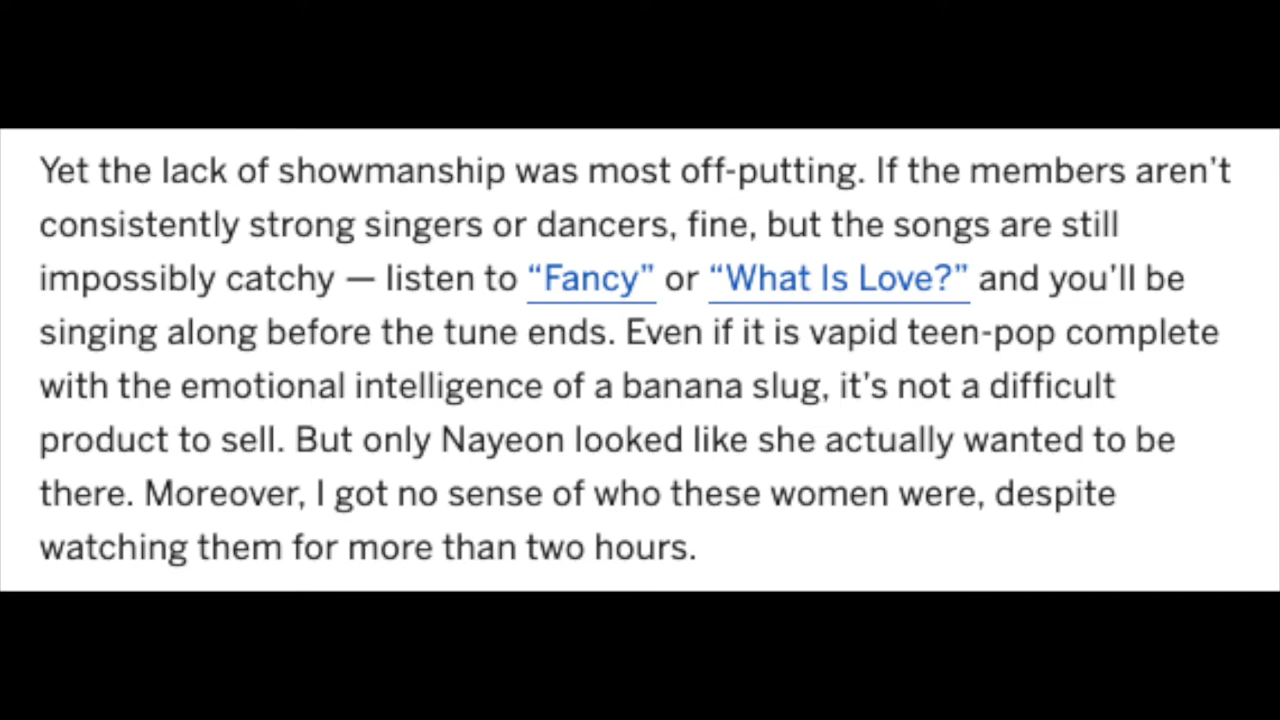 Yet the lack of showmanship was most off-putting. If the members aren't
consistently strong singers or dancers, fine, but the songs are still
impossibly catchy — listen to “Fancy” or “What Is Love?” and you’ll be
singing along before the tune ends. Even if it is vapid teen-pop complete
with the emotional intelligence of a banana slug, it’s not a difficult
product to sell. But only Nayeon looked like she actually wanted to be
there. Moreover, I got no sense of who these women were, despite
watching them for more than two hours.